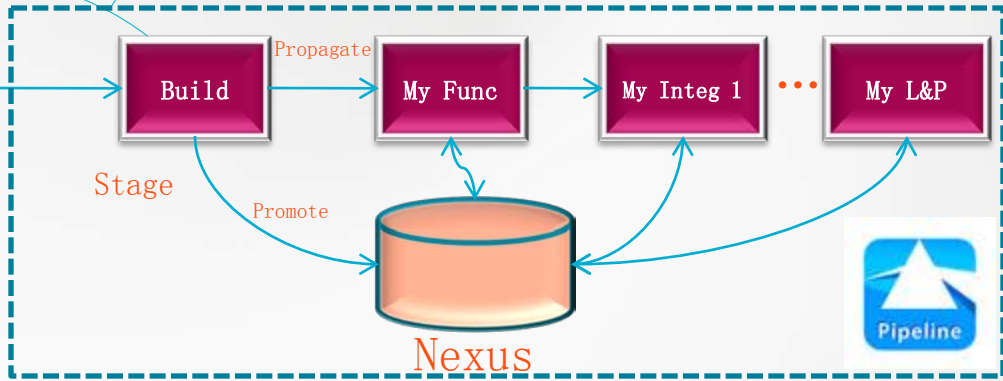 Propagate
Build
My Func
My Integ 1
...
My L&P
Stage
Promote
Pipeline
Nexus